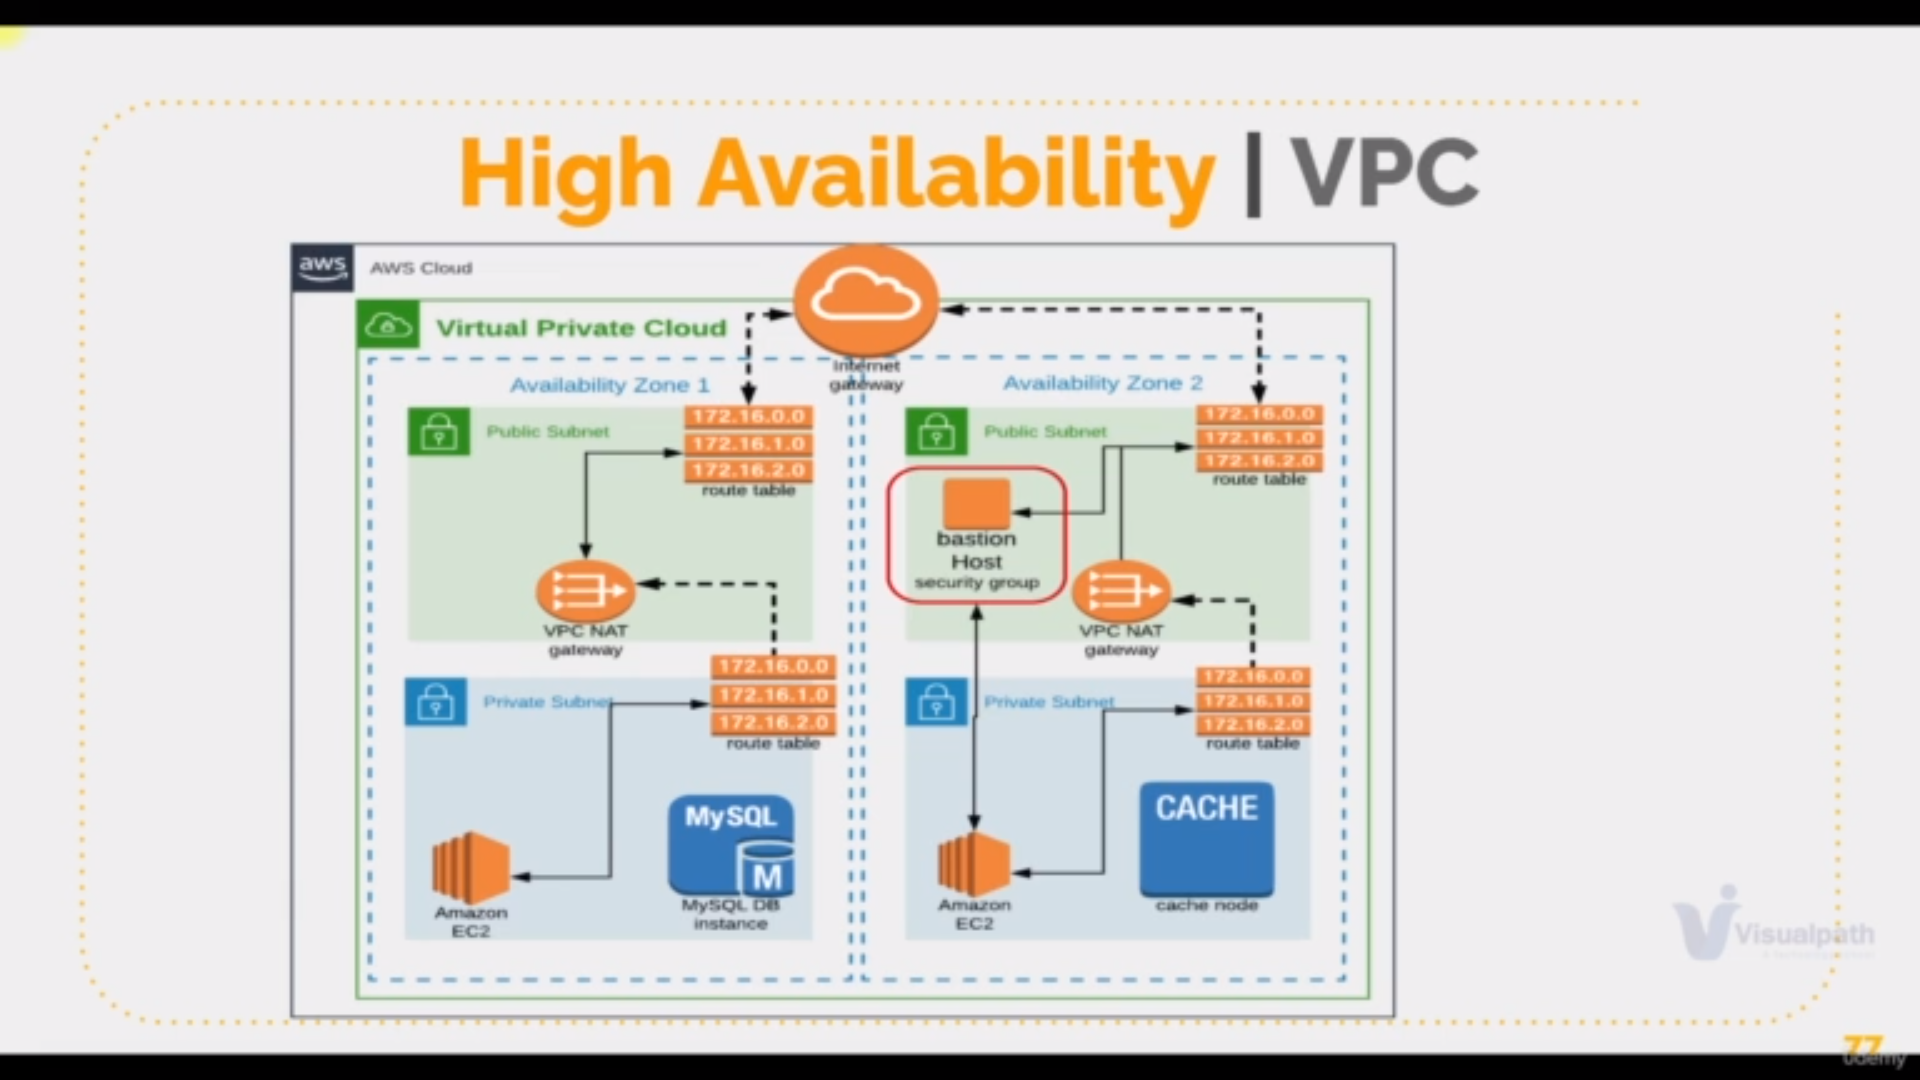 High Availability | VPC
aws
AWS Cloud
Virtual Private Cloud
Internet
gateway
Availability Zone 1
Public Subnet
172.16.0.0
172.16.1.0
172.16.2.0
route table
VPC NAT
gateway
Private Subnet
172.16.0.0
172.16.1.0
172.16.2.0
route table
Amazon
EC2
MySQL
M
MySQL DB
instance
Availability Zone 2
Public Subnet
172.16.0.0
172.16.1.0
172.16.2.0
route table
bastion
Host
security group
VPC NAT
gateway
Private Subnet
172.16.0.0
172.16.1.0
172.16.2.0
route table
Amazon
EC2
CACHE
cache node
Visualpath
77
udemy